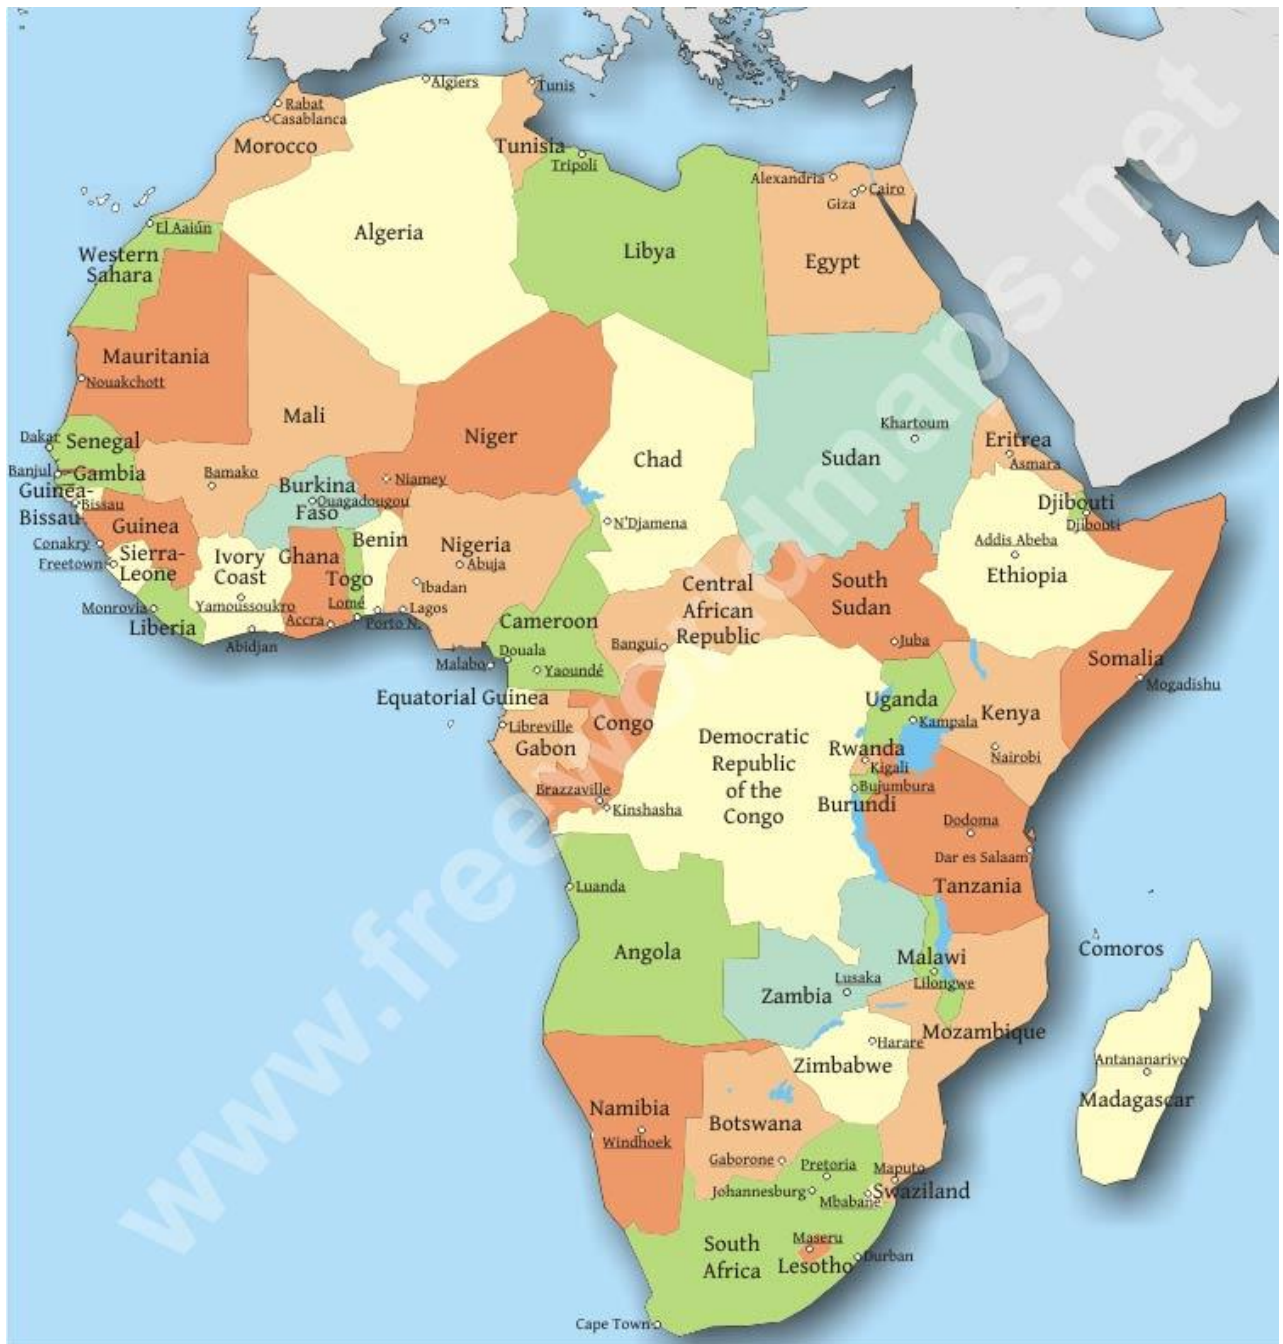 Algiers
Tunis
Rabat
Casablanca
Morocco
Tunisia
Tripoli
Alexandria
Cairo
Giza
El Aaiún
Algeria
Western
Sahara
Libya
Egypt
Mauritania
Nouakchott
Mali
Niger
Chad
Sudan
Khartoum
Eritrea
Asmara
Dakar
Senegal
Banjul
Gambia
Guinea-
Bissau
Bissau
Bamako
Burkina
Faso
Ouagadougou
Niamey
N'Djamena
Djibouti
Djibouti
Guinea
Conakry
Sierra-
Leone
Freetown
Ivory
Coast
Yamoussoukro
Ghana
Togo
Benin
Nigeria
Abuja
Ibadan
Lagos
Lomé
Porto N.
Accra
Abidjan
Monrovia
Liberia
Addis Abeba
Ethiopia
Central
African
Republic
South
Sudan
Cameroon
Bangui
Juba
Douala
Malabo
Yaoundé
Somalia
Mogadishu
Equatorial Guinea
Libreville
Gabon
Congo
Uganda
Kampala
Kenya
Nairobi
Democratic
Republic
of the
Congo
Rwanda
Kigali
Bujumbura
Burundi
Brazzaville
Kinshasha
Dodoma
Dar es Salaam
Tanzania
Luanda
Angola
Zambia
Lusaka
Malawi
Lilongwe
Comoros
Mozambique
Harare
Zimbabwe
Antananarivo
Madagascar
Namibia
Windhoek
Botswana
Gaborone
Pretoria
Johannesburg
Maputo
Mbabane
Swaziland
South
Africa
Maseru
Lesotho
Durban
Cape Town
www.freeworldmaps.net